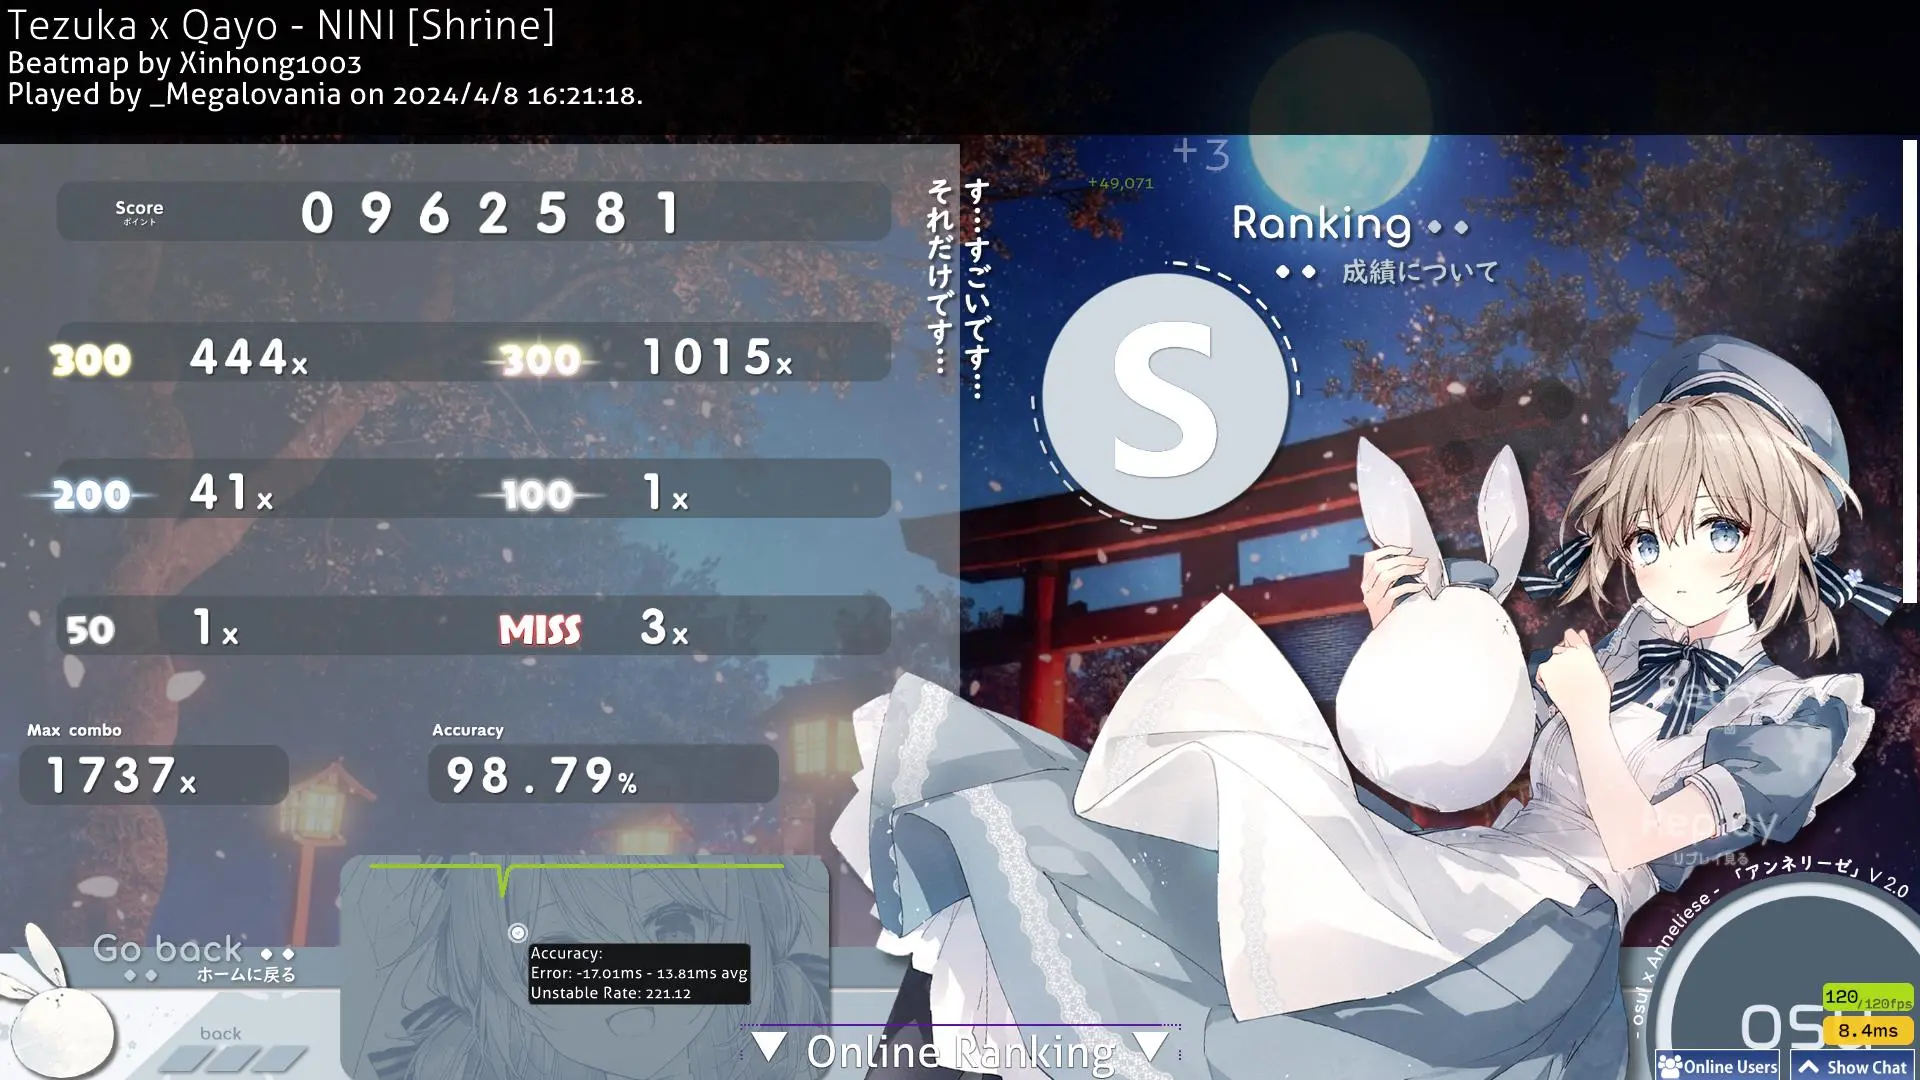 Tezuka x Qayo - NINI [Shrine]
Beatmap by Xinhong1003
Played by _Megalovania on 2024/4/8 16:21:18.
+3
+49,071
Score
ポイント
0962581
す…すごいです…
それだけです…
Ranking
成績について
S
300 444x 300 1015x
200 41x 100 1x
50 1x MISS 3x
Max combo
1737x
Accuracy
98.79%
Accuracy:
Error: -17.01ms - 13.81ms avg
Unstable Rate: 221.12
Go back
ホームに戻る
back
Online Ranking
Replay
リプレイ見る
- osu! x Anneliese - 「アンネリーゼ」 V 2.0
osu
120/120fps
8.4ms
Online Users
Show Chat